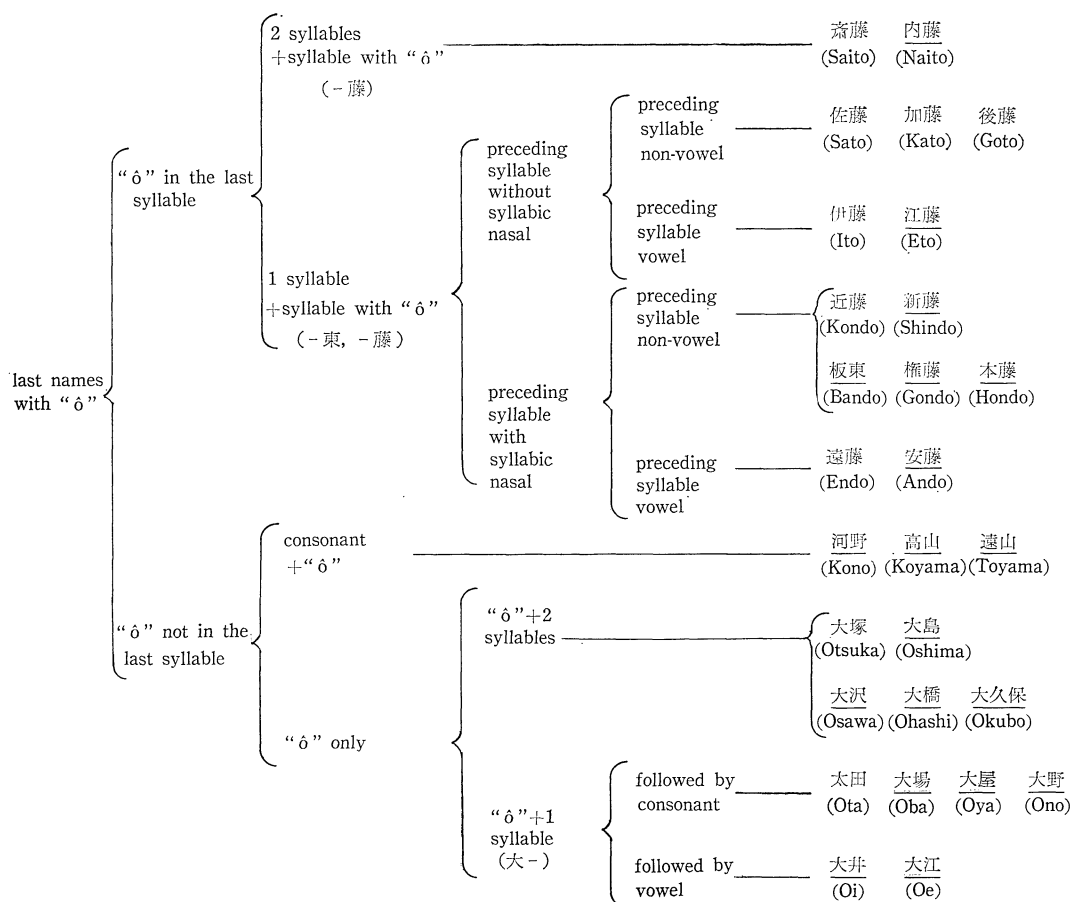 last names
with “ô”
“ô” in the last
syllable
2 syllables
+syllable with “ô”
(-藤)
斎藤 内藤
(Saito) (Naito)
1 syllable
+syllable with “ô”
(-東, -藤)
preceding
syllable
without
syllabic
nasal
preceding
syllable
non-vowel
佐藤 加藤 後藤
(Sato) (Kato) (Goto)
preceding
syllable
vowel
伊藤 江藤
(Ito) (Eto)
preceding
syllable
with
syllabic
nasal
preceding
syllable
non-vowel
近藤 新藤
(Kondo) (Shindo)
板東 権藤 本藤
(Bando) (Gondo) (Hondo)
preceding
syllable
vowel
遠藤 安藤
(Endo) (Ando)
“ô” not in the
last syllable
consonant
+“ô”
河野 高山 遠山
(Kono) (Koyama) (Toyama)
“ô” only
“ô”+2
syllables
大塚 大島
(Otsuka) (Oshima)
大沢 大橋 大久保
(Osawa) (Ohashi) (Okubo)
“ô”+1
syllable
(大-)
followed by
consonant
太田 大場 大屋 大野
(Ota) (Oba) (Oya) (Ono)
followed by
vowel
大井 大江
(Oi) (Oe)